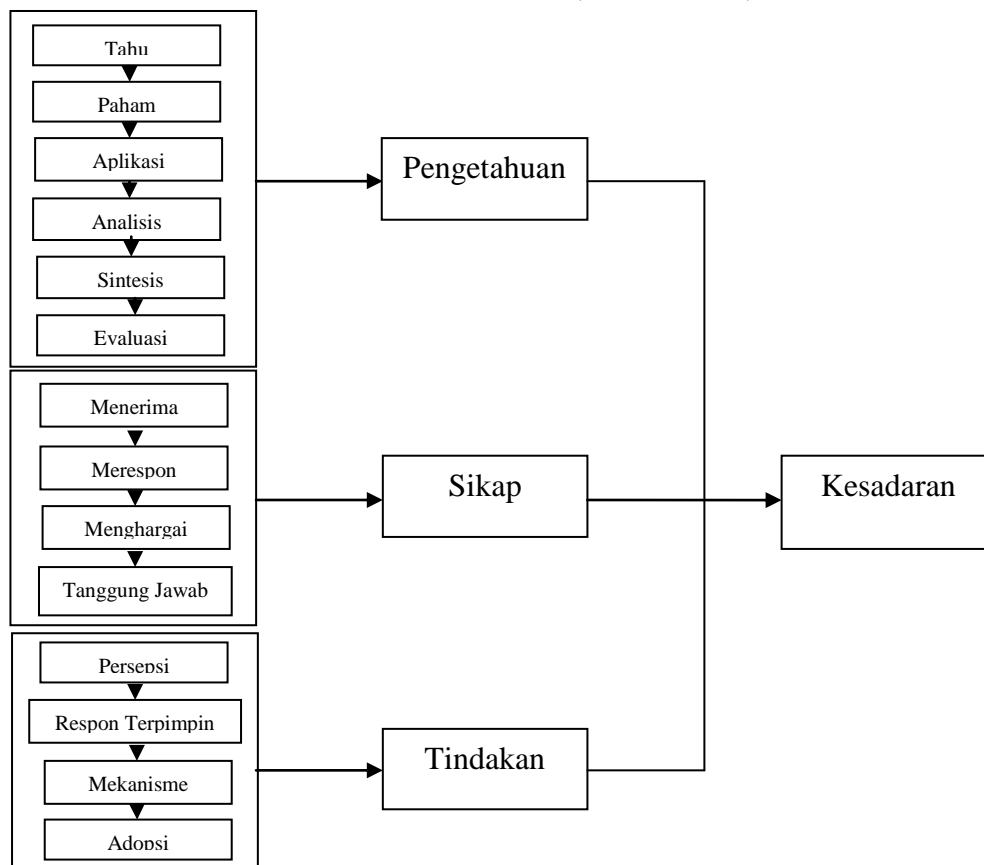 Tahu
Paham
Aplikasi
Analisis
Sintesis
Evaluasi
Pengetahuan
Menerima
Merespon
Menghargai
Tanggung Jawab
Sikap
Kesadaran
Persepsi
Respon Terpimpin
Mekanisme
Adopsi
Tindakan